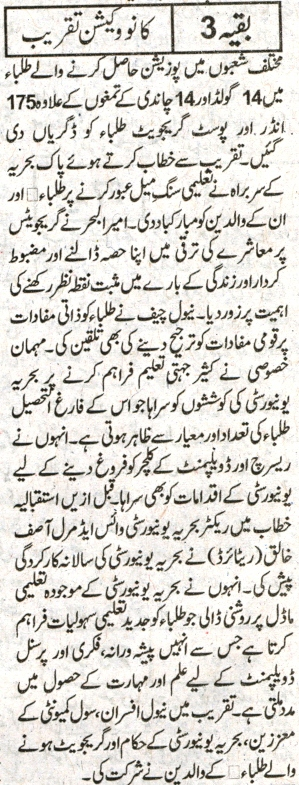 بقیہ 3 کانووکیشن تقریب
مختلف شعبوں میں پوزیشن حاصل کرنے والے طلباء
میں 14 گولڈ اور 14 چاندی کے تمغوں کے علاوہ 175
انڈر اور پوسٹ گریجویٹ طلباء کو ڈگریاں دی
گئیں۔ تقریب سے خطاب کرتے ہوئے پاک بحریہ
کے سربراہ نے تعلیمی سنگِ میل عبور کرنے پر طلباء اور
ان کے والدین کو مبارکباد دی۔ امیر البحر نے گریجویٹس
پر معاشرے کی ترقی میں اپنا حصہ ڈالنے اور مضبوط
کردار اور زندگی کے بارے میں مثبت نقطۂ نظر رکھنے کی
اہمیت پر زور دیا۔ نیول چیف نے طلباء کو ذاتی مفادات
پر قومی مفادات کو ترجیح دینے کی بھی تلقین کی۔ مہمان
خصوصی نے کثیر جہتی تعلیم فراہم کرنے پر بحریہ
یونیورسٹی کی کوششوں کو سراہا جو اس کے فارغ التحصیل
طلباء کی تعداد اور معیار سے ظاہر ہوتی ہے۔ انہوں نے
ریسرچ اور ڈویلپمنٹ کے کلچر کو فروغ دینے کے لیے
یونیورسٹی کے اقدامات کو بھی سراہا۔ قبل ازیں استقبالیہ
خطاب میں ریکٹر بحریہ یونیورسٹی وائس ایڈمرل آصف
خالق (ریٹائرڈ) نے بحریہ یونیورسٹی کی سالانہ کارکردگی
پیش کی۔ انہوں نے بحریہ یونیورسٹی کے موجودہ تعلیمی
ماڈل پر روشنی ڈالی جو طلباء کو جدید تعلیمی سہولیات فراہم
کرتا ہے جس سے انہیں پیشہ ورانہ، فکری اور پرسنل
ڈویلپمنٹ کے لیے علم اور مہارت کے حصول میں
مدد ملتی ہے۔ تقریب میں نیول افسران، سول کمیونٹی کے
معززین، بحریہ یونیورسٹی کے حکام اور گریجویٹ ہونے
والے طلباء کے والدین نے شرکت کی۔